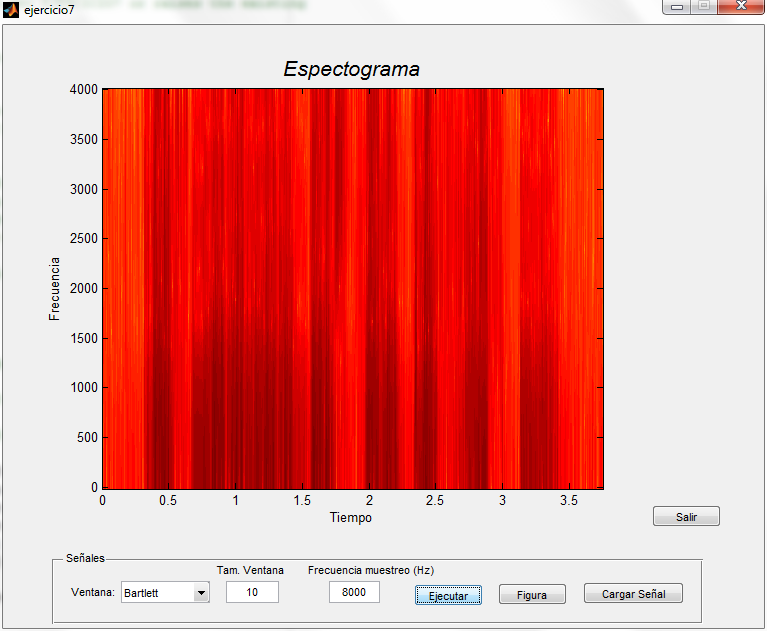 ejercicio7
Espectograma
4000
3500
3000
2500
2000
1500
1000
500
0
Frecuencia
0 0.5 1 1.5 2 2.5 3 3.5
Tiempo
Salir
Señales
Tam. Ventana Frecuencia muestreo (Hz)
Ventana: Bartlett 10 8000 Ejecutar Figura Cargar Señal